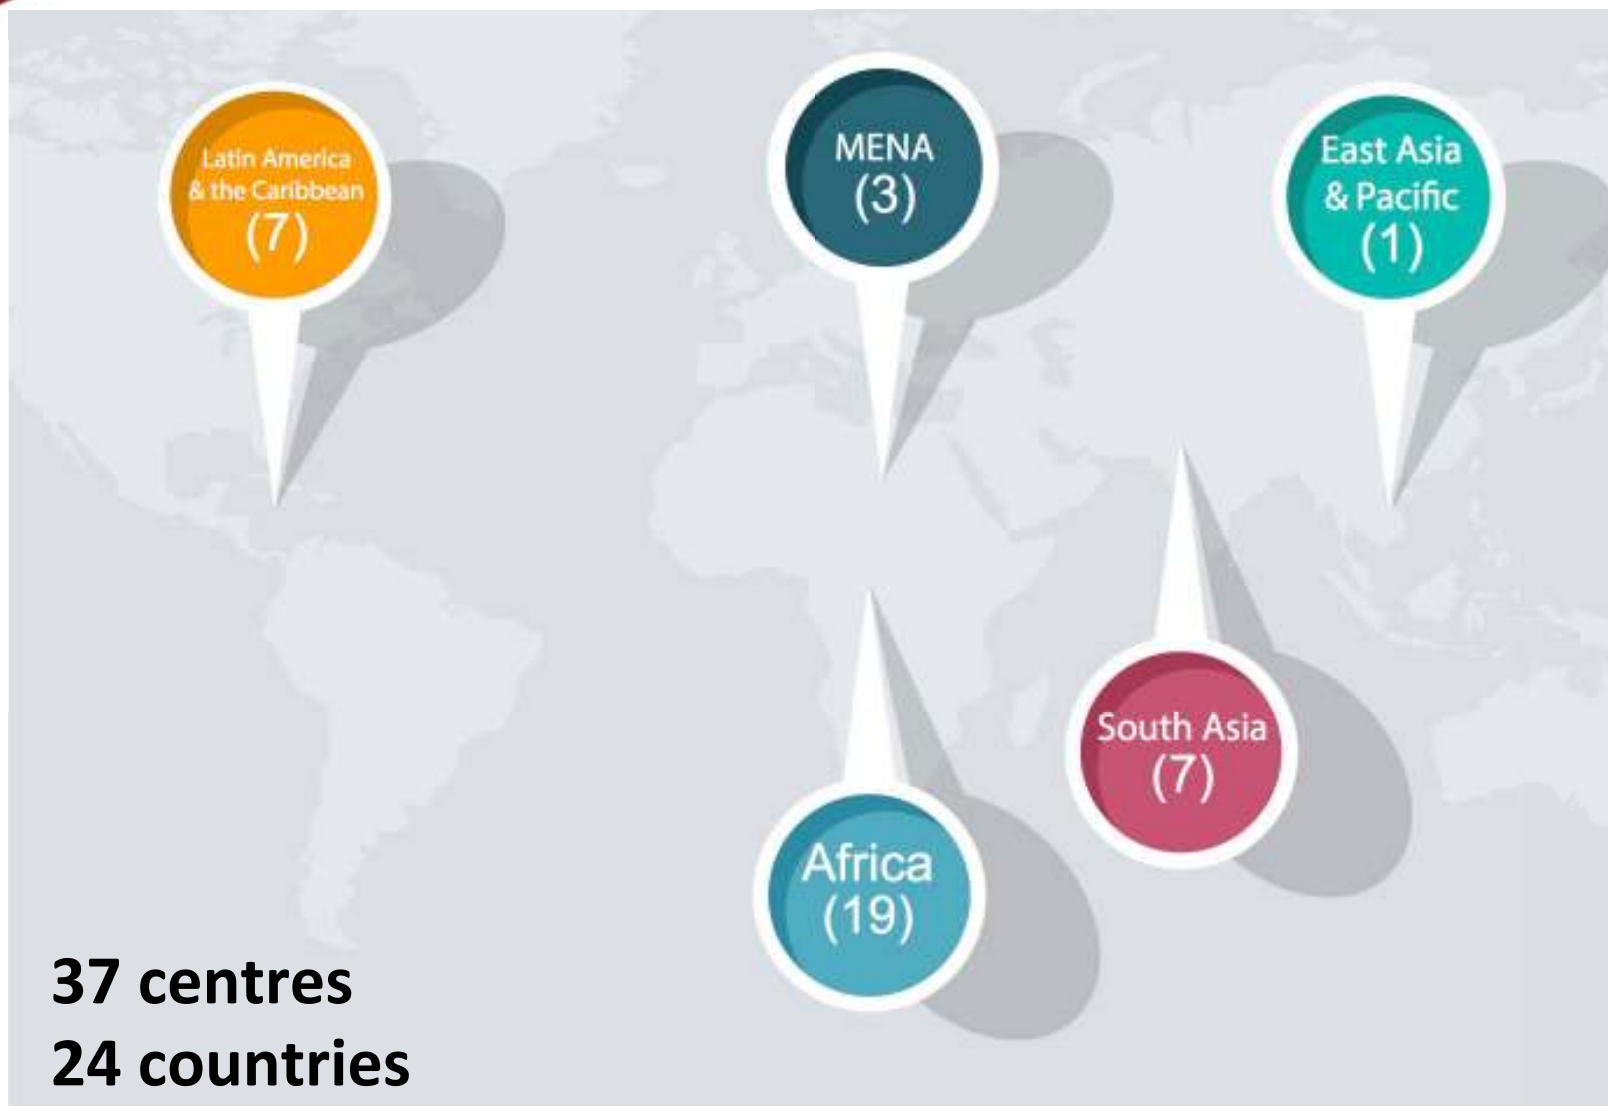 Latin America
& the Caribbean
(7)
MENA
(3)
East Asia
& Pacific
(1)
South Asia
(7)
Africa
(19)
37 centres
24 countries